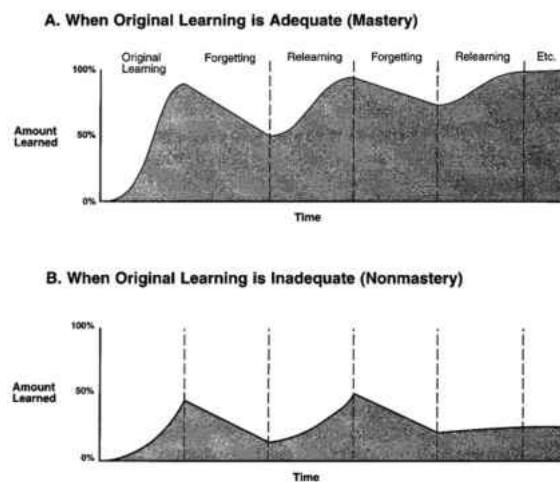 A. When Original Learning is Adequate (Mastery)
Original
Learning
Forgetting
Relearning
Forgetting
Relearning
Etc.
100%
Amount
Learned
50%
0%
Time
B. When Original Learning is Inadequate (Nonmastery)
100%
Amount
Learned
50%
0%
Time